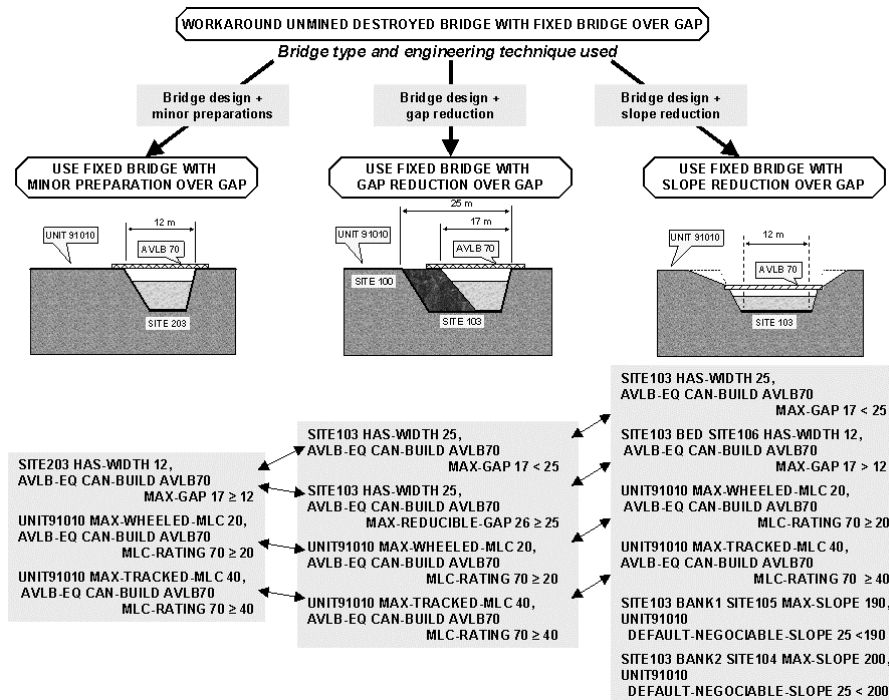 WORKAROUND UNMINED DESTROYED BRIDGE WITH FIXED BRIDGE OVER GAP
Bridge type and engineering technique used
Bridge design +
minor preparations
Bridge design +
gap reduction
Bridge design +
slope reduction
USE FIXED BRIDGE WITH
MINOR PREPARATION OVER GAP
USE FIXED BRIDGE WITH
GAP REDUCTION OVER GAP
USE FIXED BRIDGE WITH
SLOPE REDUCTION OVER GAP
12 m
UNIT 91010
AVLB 70
SITE 203
25 m
17 m
UNIT 91010
AVLB 70
SITE 100
SITE 103
12 m
UNIT 91010
AVLB 70
SITE 103
SITE203 HAS-WIDTH 12,
AVLB-EQ CAN-BUILD AVLB70
MAX-GAP 17 ≥ 12
UNIT91010 MAX-WHEELED-MLC 20,
AVLB-EQ CAN-BUILD AVLB70
MLC-RATING 70 ≥ 20
UNIT91010 MAX-TRACKED-MLC 40,
AVLB-EQ CAN-BUILD AVLB70
MLC-RATING 70 ≥ 40
SITE103 HAS-WIDTH 25,
AVLB-EQ CAN-BUILD AVLB70
MAX-GAP 17 < 25
SITE103 HAS-WIDTH 25,
AVLB-EQ CAN-BUILD AVLB70
MAX-REDUCIBLE-GAP 26 ≥ 25
UNIT91010 MAX-WHEELED-MLC 20,
AVLB-EQ CAN-BUILD AVLB70
MLC-RATING 70 ≥ 20
UNIT91010 MAX-TRACKED-MLC 40,
AVLB-EQ CAN-BUILD AVLB70
MLC-RATING 70 ≥ 40
SITE103 HAS-WIDTH 25,
AVLB-EQ CAN-BUILD AVLB70
MAX-GAP 17 < 25
SITE103 BED SITE106 HAS-WIDTH 12,
AVLB-EQ CAN-BUILD AVLB70
MAX-GAP 17 > 12
UNIT91010 MAX-WHEELED-MLC 20,
AVLB-EQ CAN-BUILD AVLB70
MLC-RATING 70 ≥ 20
UNIT91010 MAX-TRACKED-MLC 40,
AVLB-EQ CAN-BUILD AVLB70
MLC-RATING 70 ≥ 40
SITE103 BANK1 SITE105 MAX-SLOPE 190,
UNIT91010
DEFAULT-NEGOCIABLE-SLOPE 25 <190
SITE103 BANK2 SITE104 MAX-SLOPE 200,
UNIT91010
DEFAULT-NEGOCIABLE-SLOPE 25 < 200